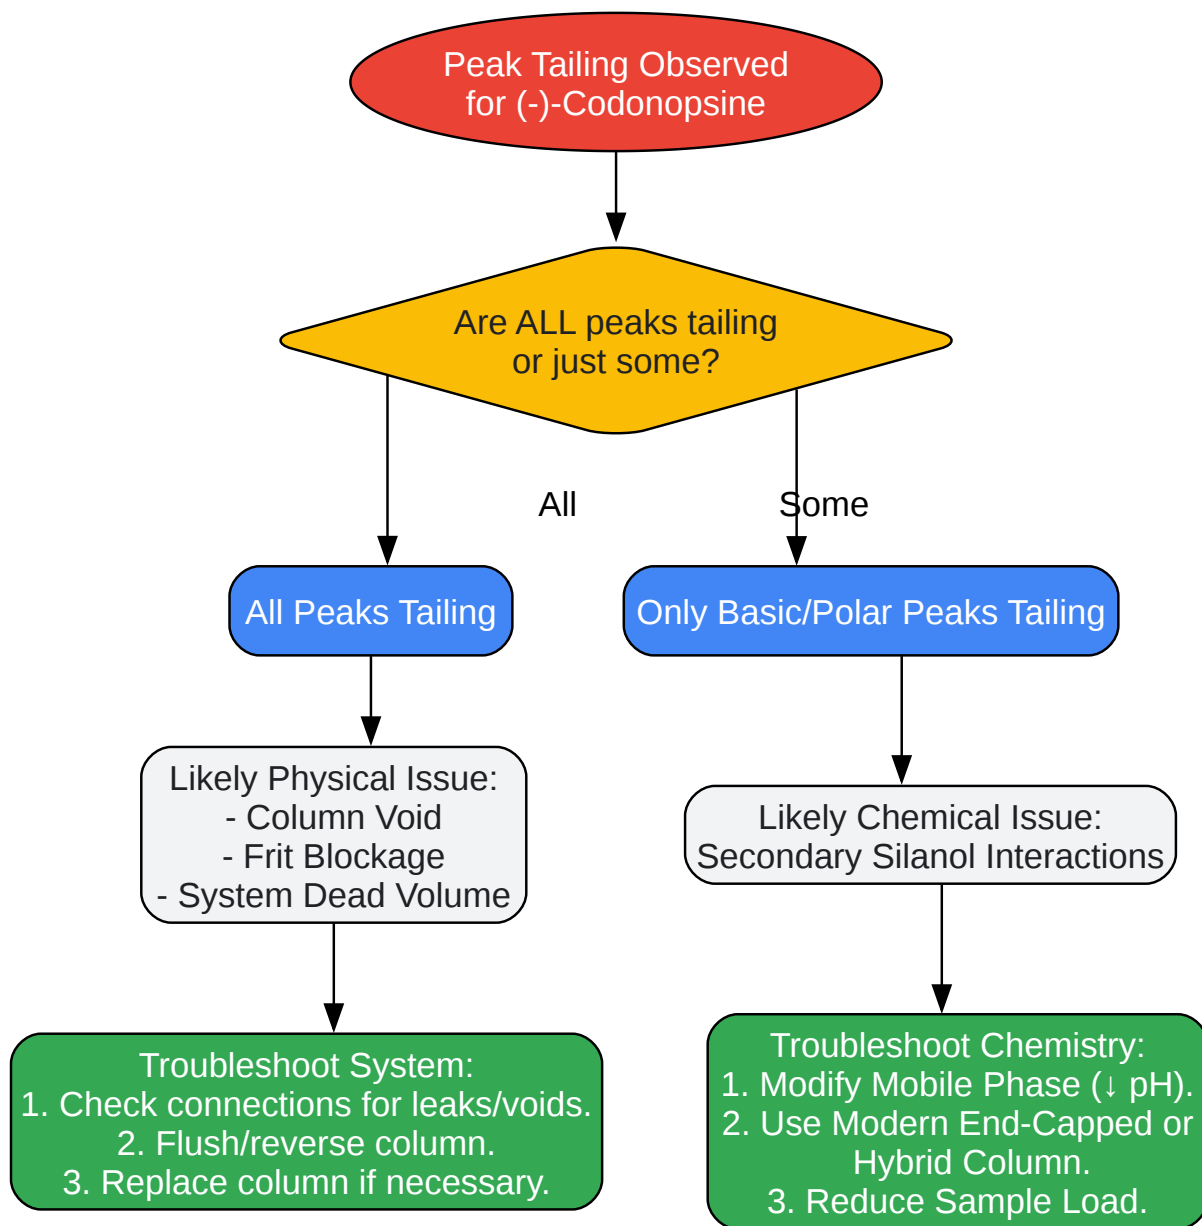 Peak Tailing Observed
for (-)-Codonopsine
Are ALL peaks tailing
or just some?
All
Some
All Peaks Tailing
Only Basic/Polar Peaks Tailing
Likely Physical Issue:
- Column Void
- Frit Blockage
- System Dead Volume
Likely Chemical Issue:
Secondary Silanol Interactions
Troubleshoot System:
1. Check connections for leaks/voids.
2. Flush/reverse column.
3. Replace column if necessary.
Troubleshoot Chemistry:
1. Modify Mobile Phase (↓ pH).
2. Use Modern End-Capped or
Hybrid Column.
3. Reduce Sample Load.